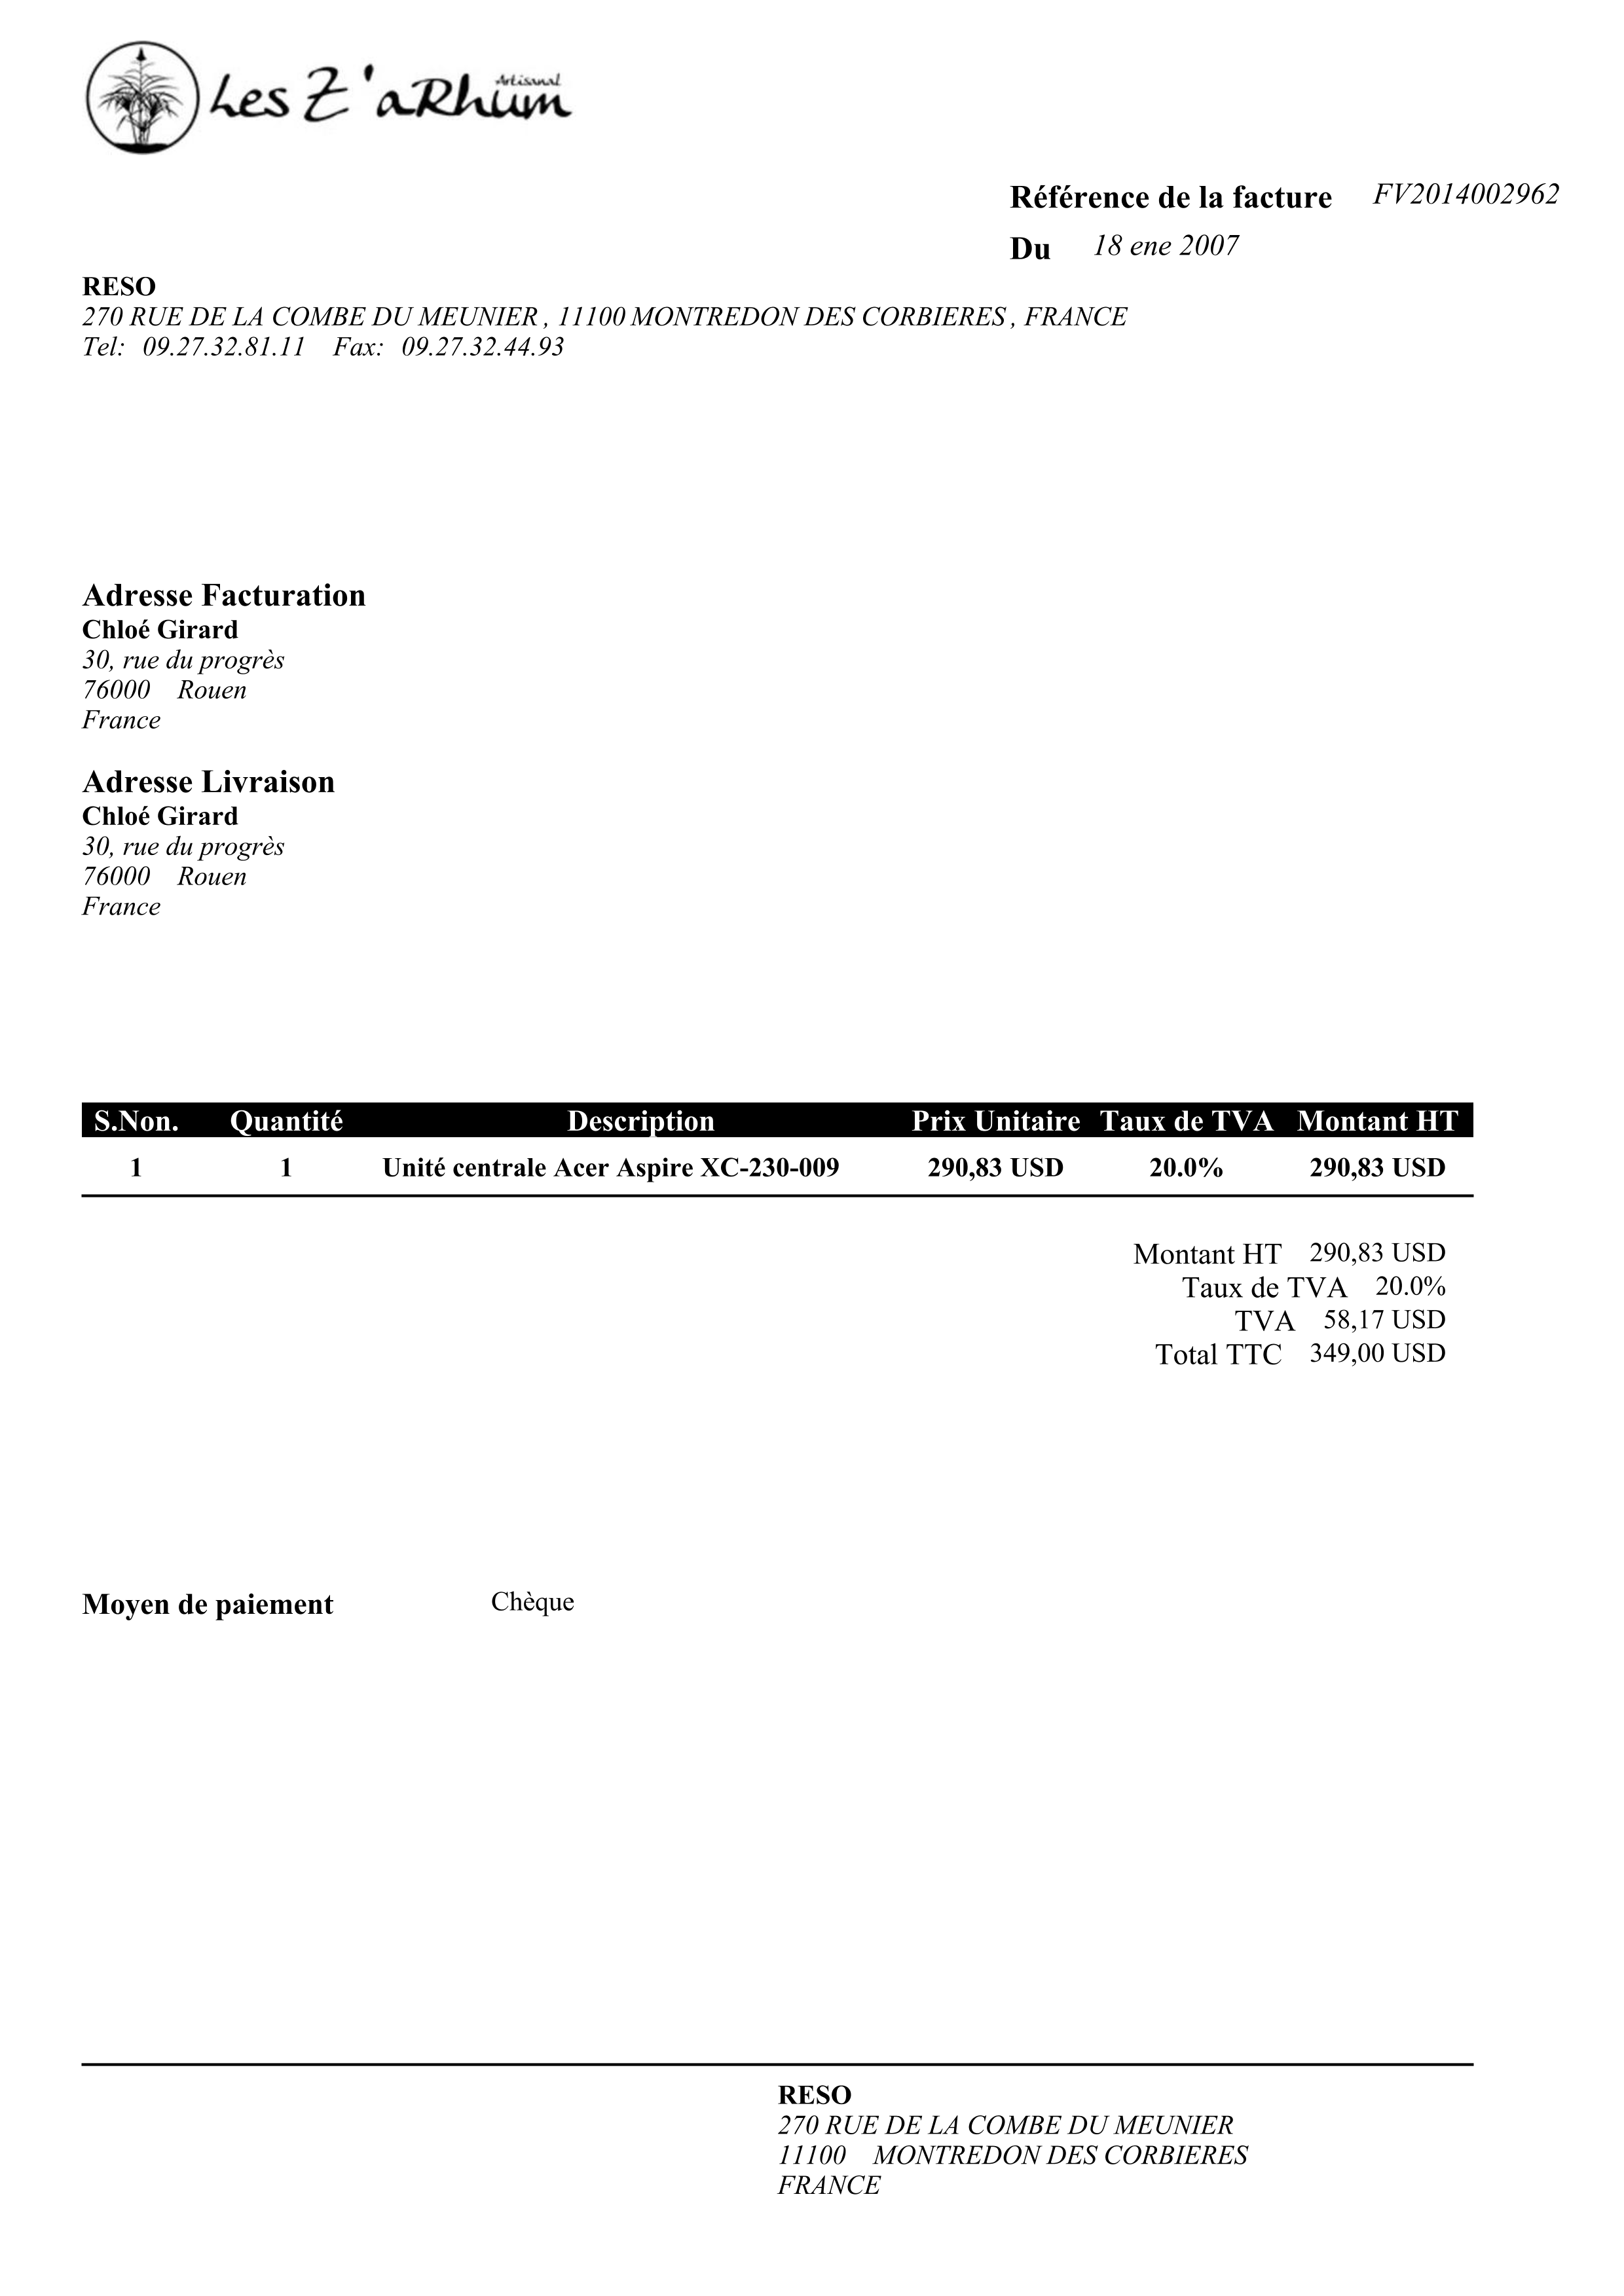 Les Z'aRhum Artisanal
Référence de la facture FV2014002962
Du 18 ene 2007
RESO
270 RUE DE LA COMBE DU MEUNIER , 11100 MONTREDON DES CORBIERES , FRANCE
Tel: 09.27.32.81.11 Fax: 09.27.32.44.93
Adresse Facturation
Chloé Girard
30, rue du progrès
76000 Rouen
France
Adresse Livraison
Chloé Girard
30, rue du progrès
76000 Rouen
France
S.Non. Quantité Description Prix Unitaire Taux de TVA Montant HT
1 1 Unité centrale Acer Aspire XC-230-009 290,83 USD 20.0% 290,83 USD
Montant HT 290,83 USD
Taux de TVA 20.0%
TVA 58,17 USD
Total TTC 349,00 USD
Moyen de paiement Chèque
RESO
270 RUE DE LA COMBE DU MEUNIER
11100 MONTREDON DES CORBIERES
FRANCE